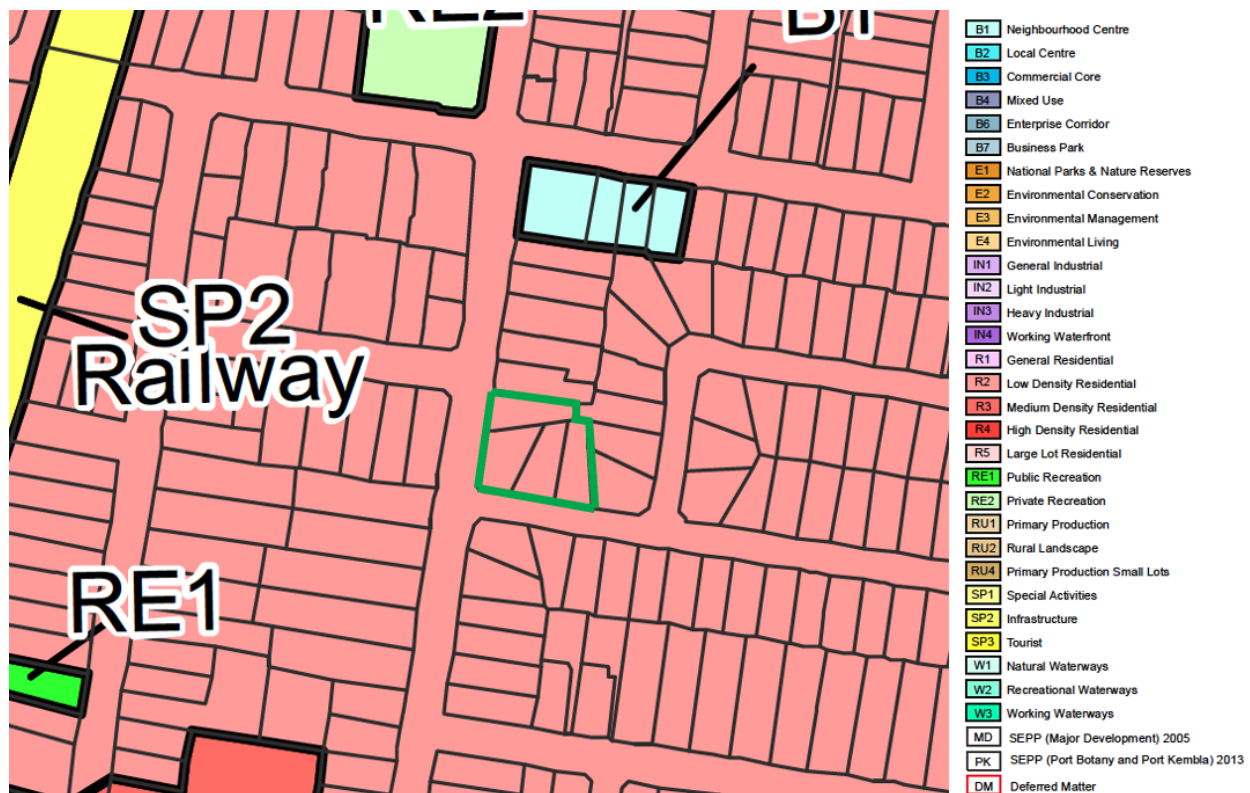 RE2
B1
SP2
Railway
RE1
B1 Neighbourhood Centre
B2 Local Centre
B3 Commercial Core
B4 Mixed Use
B6 Enterprise Corridor
B7 Business Park
E1 National Parks & Nature Reserves
E2 Environmental Conservation
E3 Environmental Management
E4 Environmental Living
IN1 General Industrial
IN2 Light Industrial
IN3 Heavy Industrial
IN4 Working Waterfront
R1 General Residential
R2 Low Density Residential
R3 Medium Density Residential
R4 High Density Residential
R5 Large Lot Residential
RE1 Public Recreation
RE2 Private Recreation
RU1 Primary Production
RU2 Rural Landscape
RU4 Primary Production Small Lots
SP1 Special Activities
SP2 Infrastructure
SP3 Tourist
W1 Natural Waterways
W2 Recreational Waterways
W3 Working Waterways
MD SEPP (Major Development) 2005
PK SEPP (Port Botany and Port Kembla) 2013
DM Deferred Matter